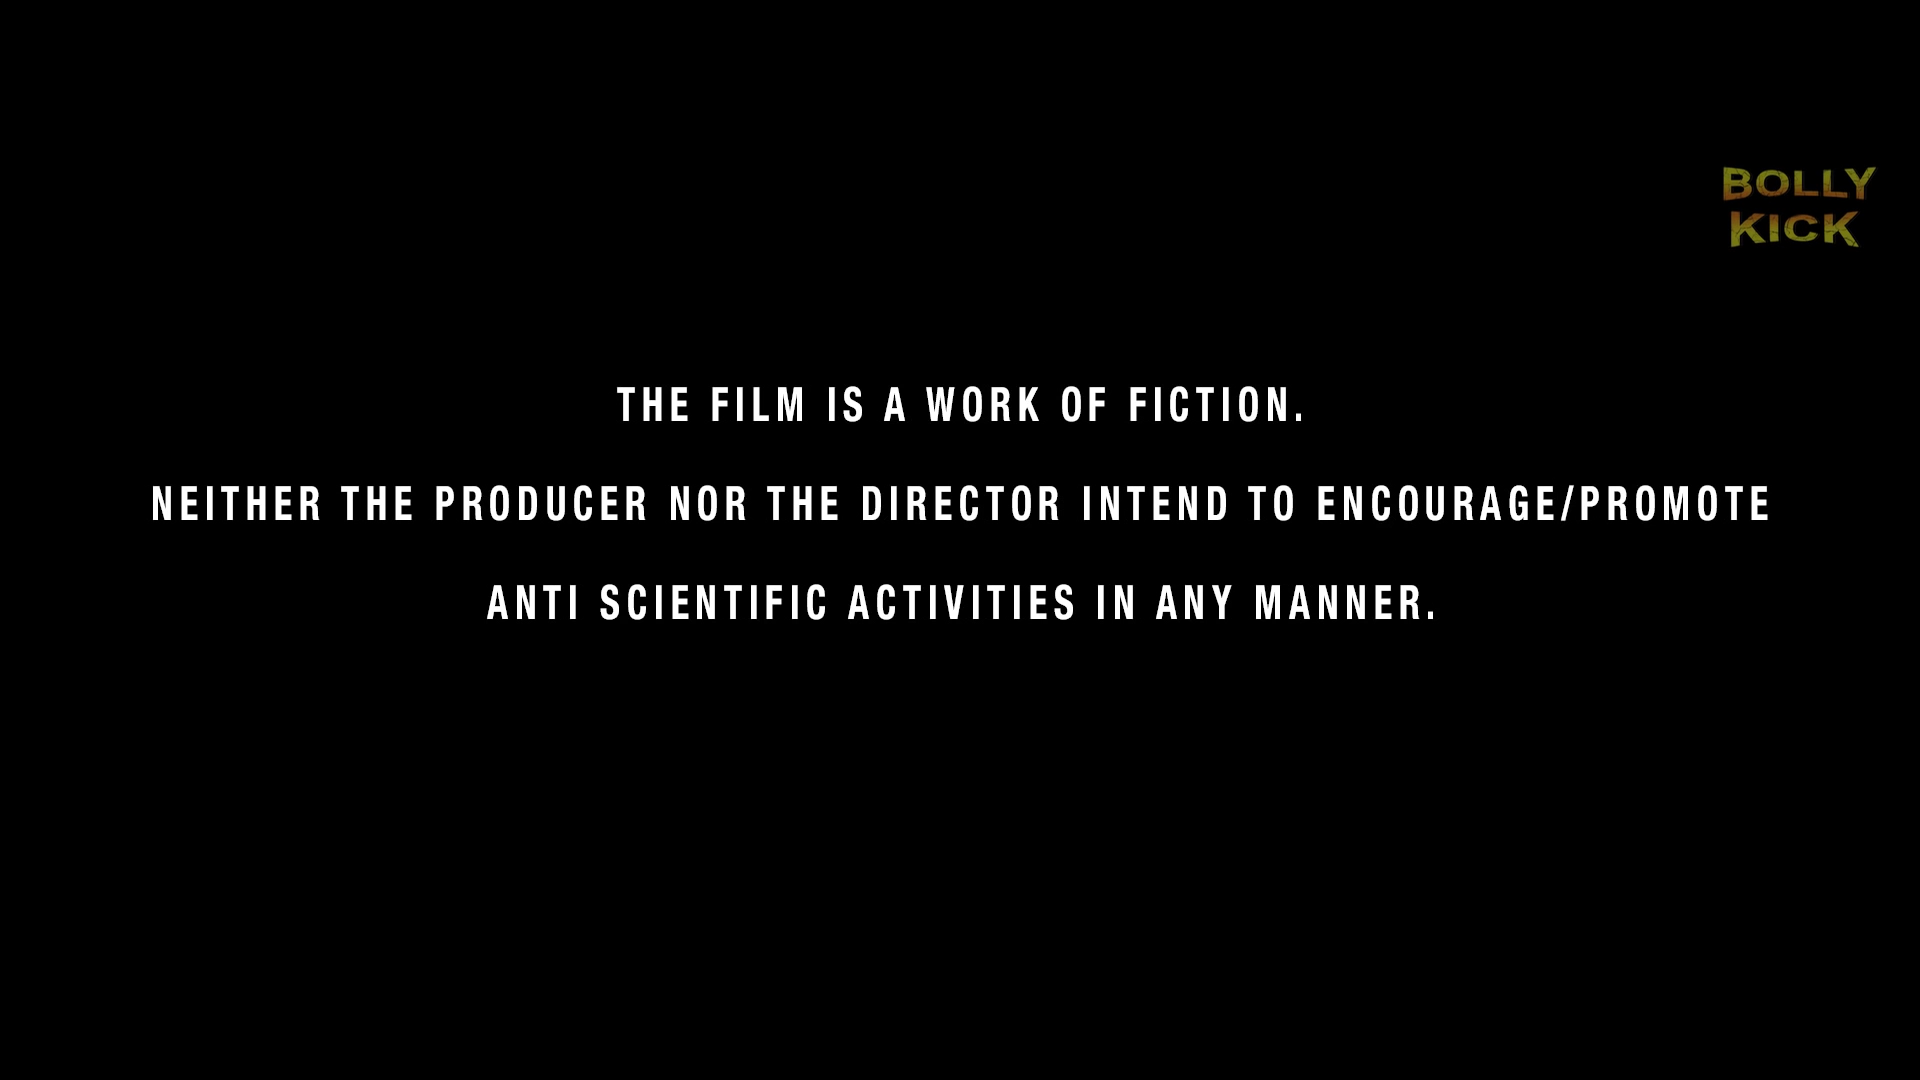 BOLLY
KICK
THE FILM IS A WORK OF FICTION.
NEITHER THE PRODUCER NOR THE DIRECTOR INTEND TO ENCOURAGE/PROMOTE
ANTI SCIENTIFIC ACTIVITIES IN ANY MANNER.